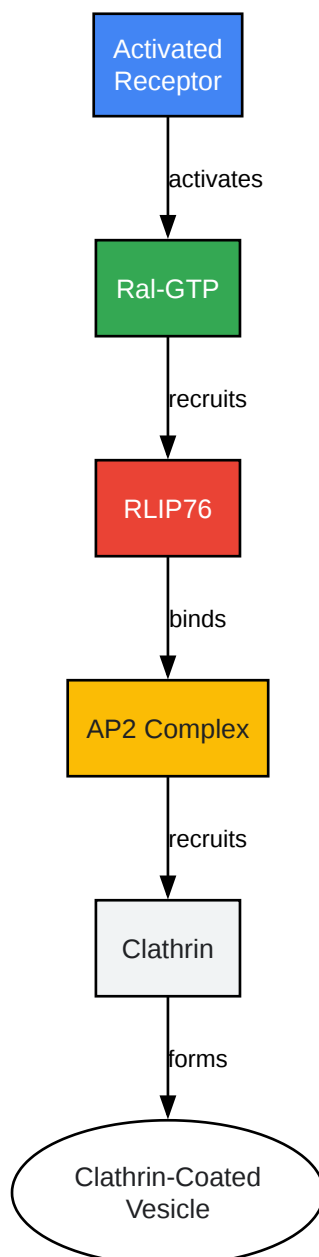 Activated
Receptor
activates
Ral-GTP
recruits
RLIP76
binds
AP2 Complex
recruits
Clathrin
forms
Clathrin-Coated
Vesicle